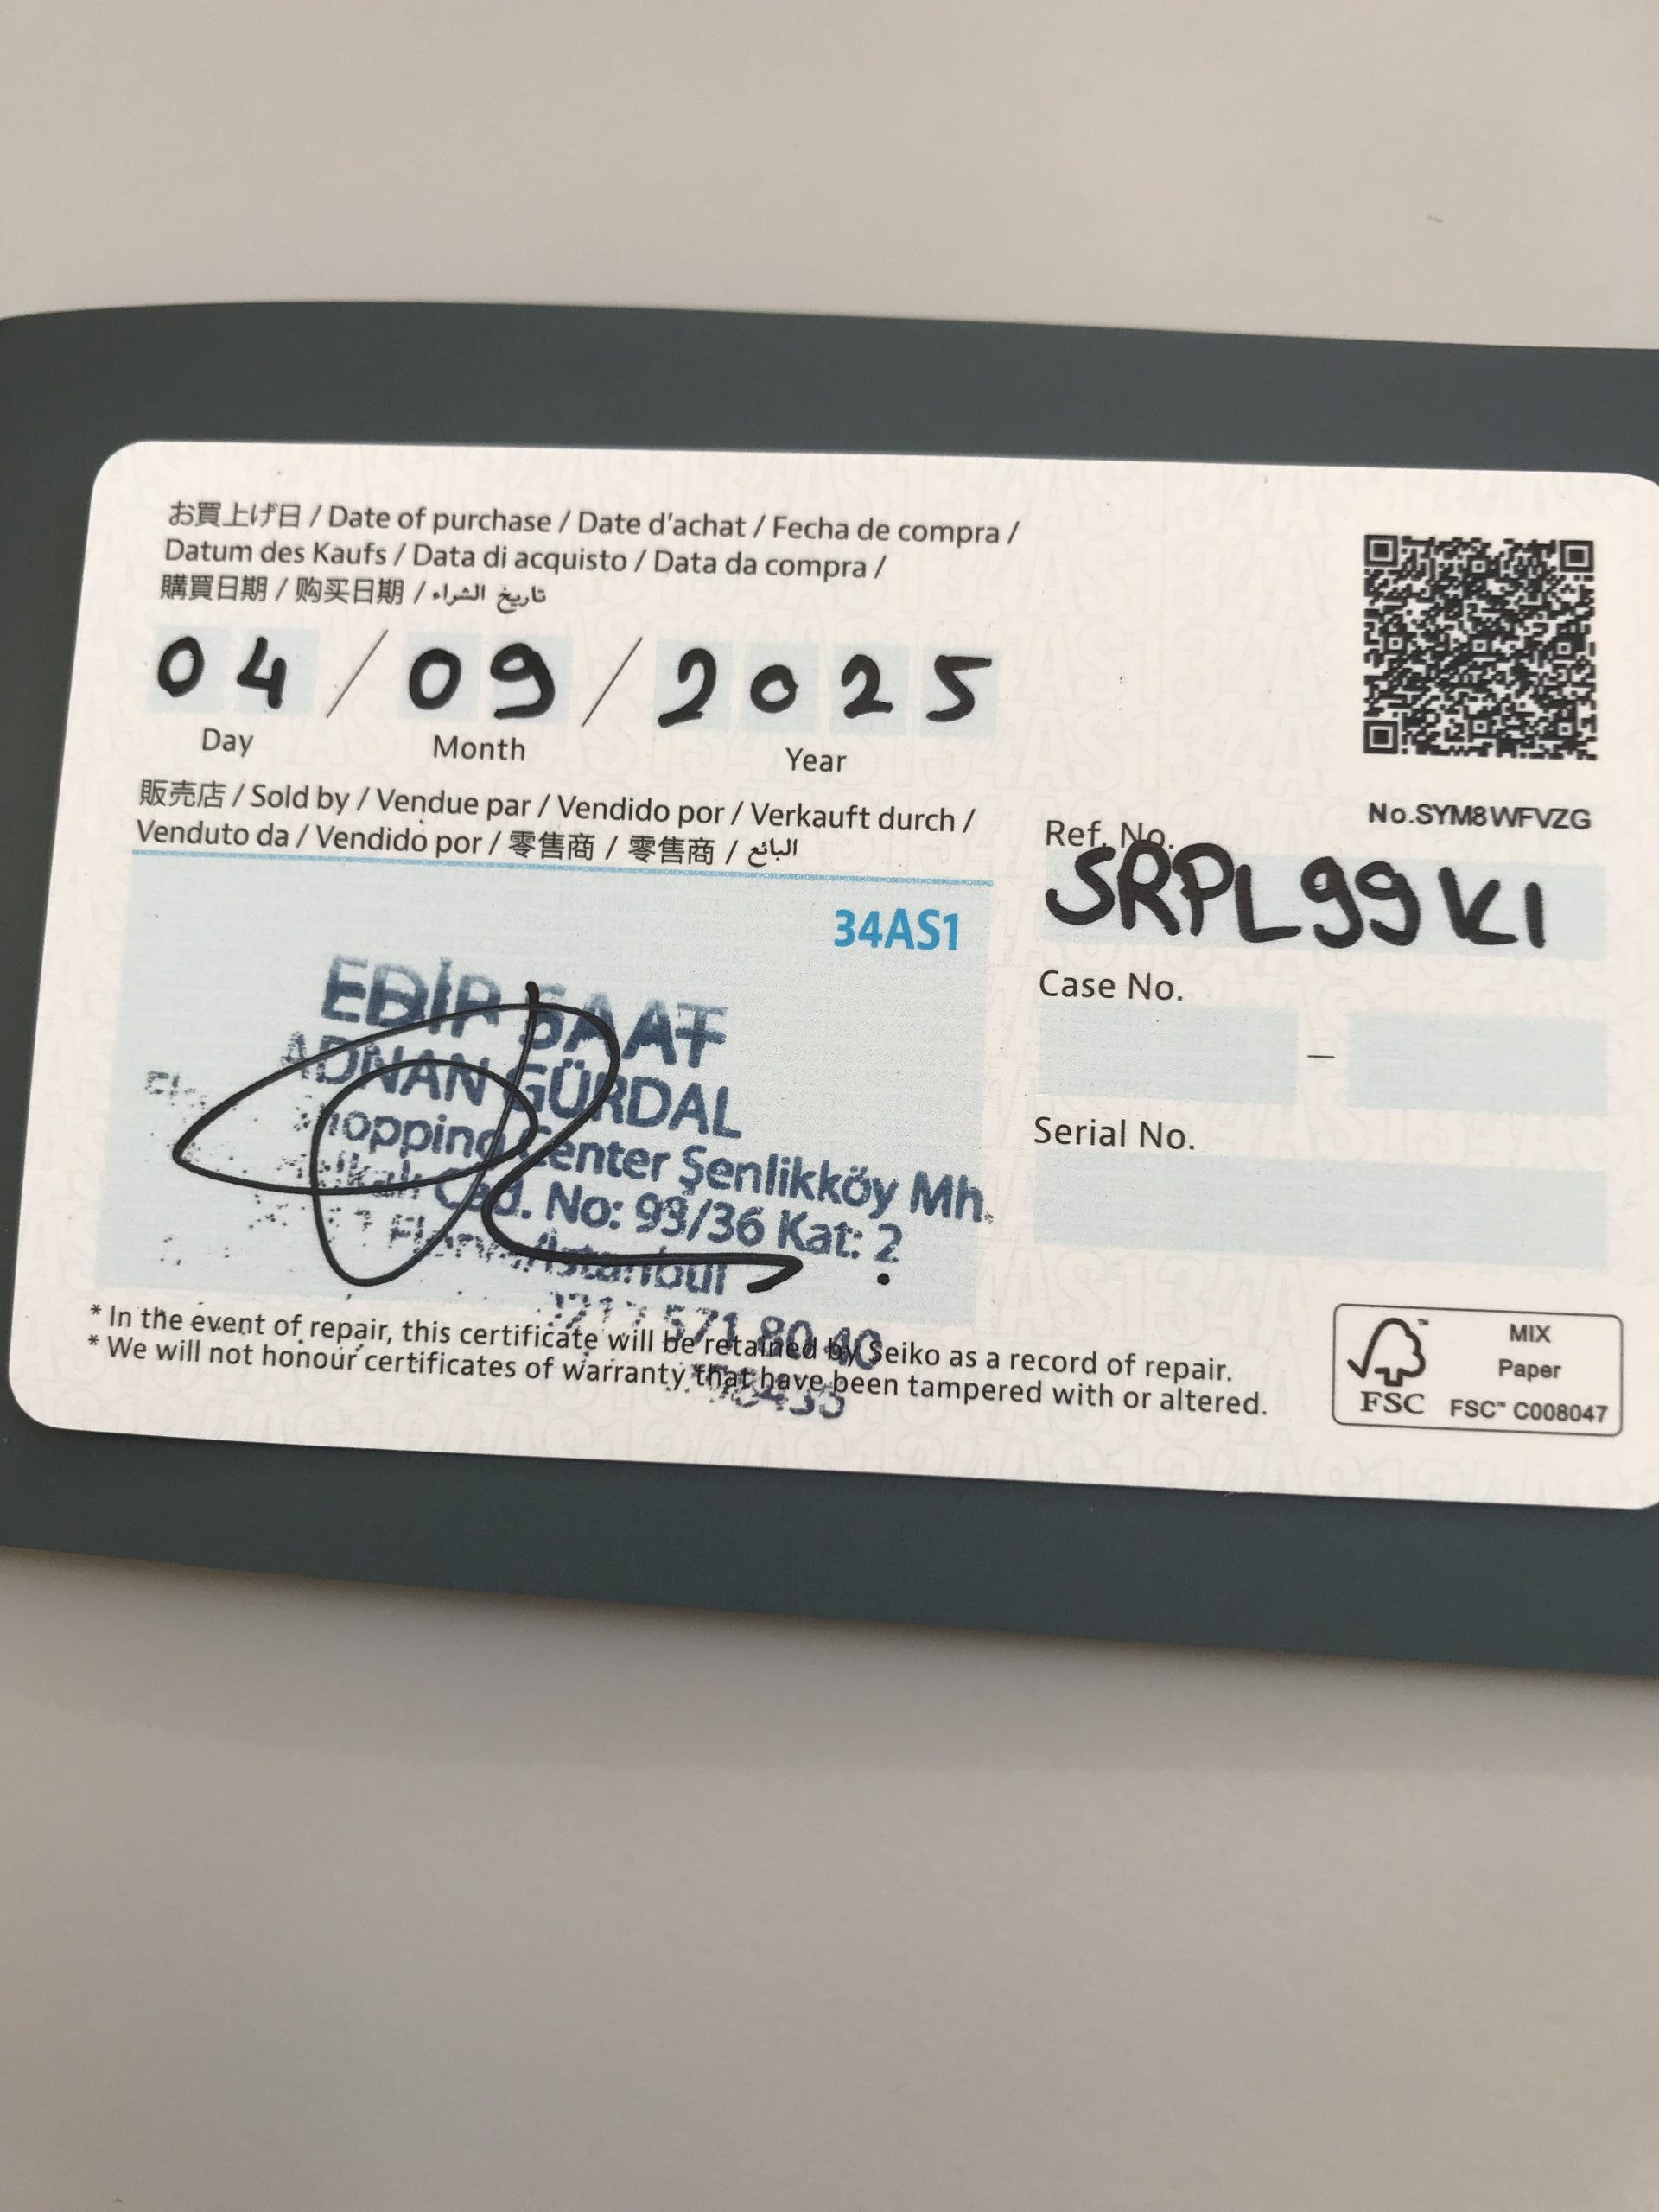 お買上げ日 / Date of purchase / Date d'achat / Fecha de compra /
Datum des Kaufs / Data di acquisto / Data da compra /
購買日期 / 购买日期 / تاريخ الشراء
04 / 09 / 2025
Day Month Year
販売店 / Sold by / Vendue par / Vendido por / Verkauft durch /
Venduto da / Vendido por / 零售商 / 零售商 / البائع
34AS1
EDİP SAAT
ADNAN GÜRDAL
Center Şenlikköy Mh.
Cad. No: 93/36 Kat: 2
/İstanbul
571 80 40
No.SYM8WFVZG
Ref. No.
SRPL99K1
Case No.
–
Serial No.
* In the event of repair, this certificate will be retained by Seiko as a record of repair.
* We will not honour certificates of warranty that have been tampered with or altered.
FSC™
MIX
Paper
FSC™ C008047